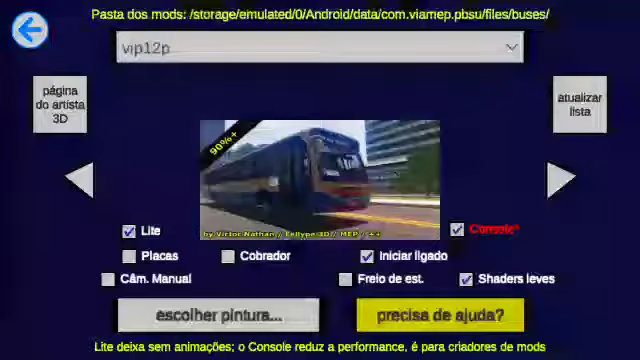 Pasta dos mods: /storage/emulated/0/Android/data/com.viamep.pbsu/files/buses/
vip12p
página
do artista
3D
atualizar
lista
90%+
by Victor Nathan // Fellype3D // MEP // ++
Lite
Console*
Placas
Cobrador
Iniciar ligado
Câm. Manual
Freio de est.
Shaders leves
escolher pintura...
precisa de ajuda?
Lite deixa sem animações; o Console reduz a performance, é para criadores de mods